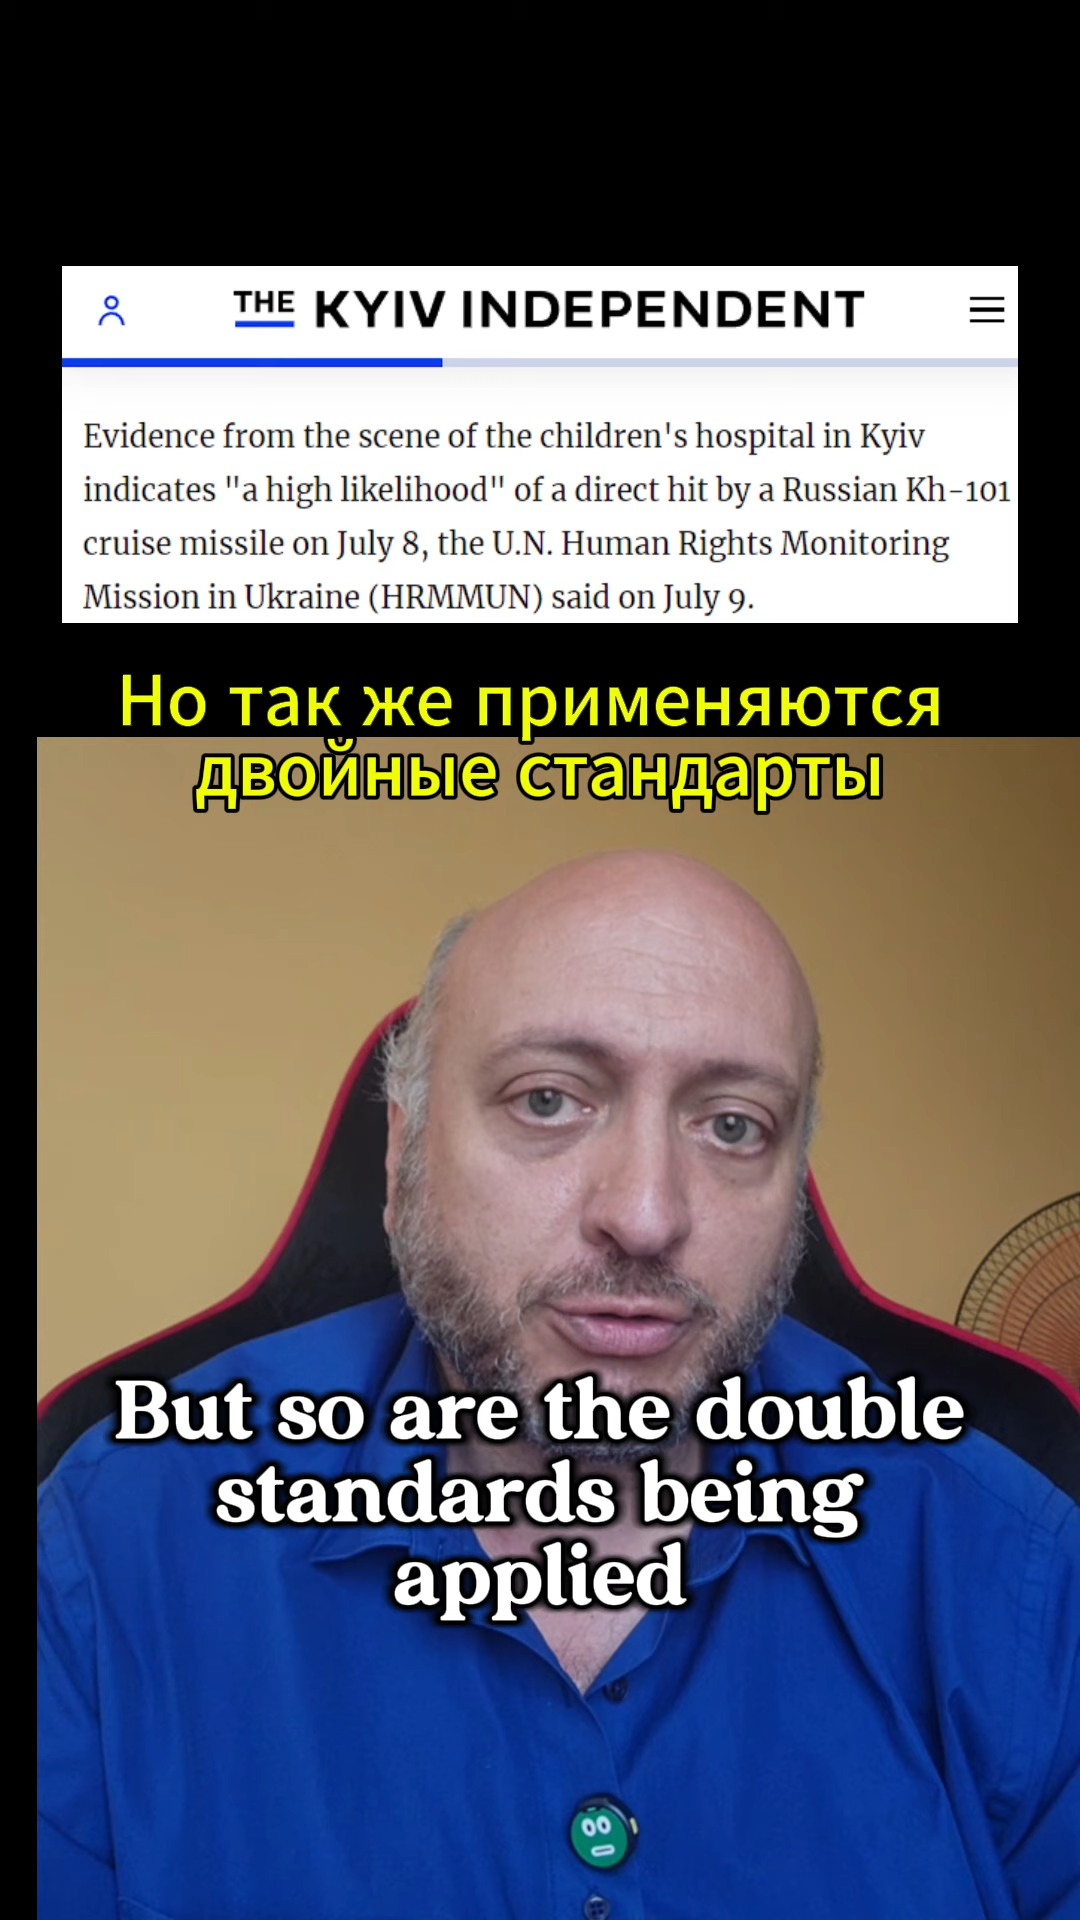 THE KYIV INDEPENDENT
Evidence from the scene of the children's hospital in Kyiv
indicates "a high likelihood" of a direct hit by a Russian Kh-101
cruise missile on July 8, the U.N. Human Rights Monitoring
Mission in Ukraine (HRMMUN) said on July 9.
Но так же применяются
двойные стандарты
But so are the double
standards being
applied